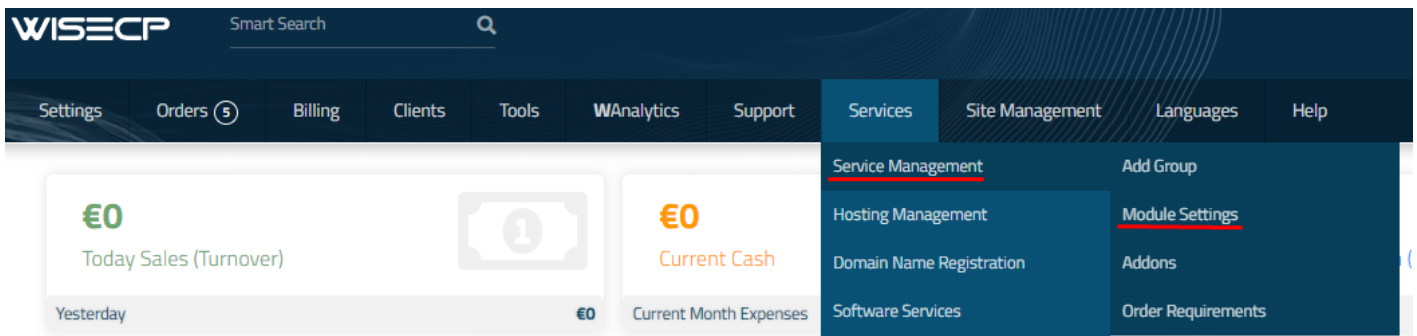 WISECP
Smart Search
Settings
Orders 5
Billing
Clients
Tools
WAnalytics
Support
Services
Site Management
Languages
Help
Service Management
Add Group
Hosting Management
Module Settings
Domain Name Registration
Addons
Software Services
Order Requirements
€0
Today Sales (Turnover)
1
Yesterday
€0
€0
Current Cash
Current Month Expenses
(